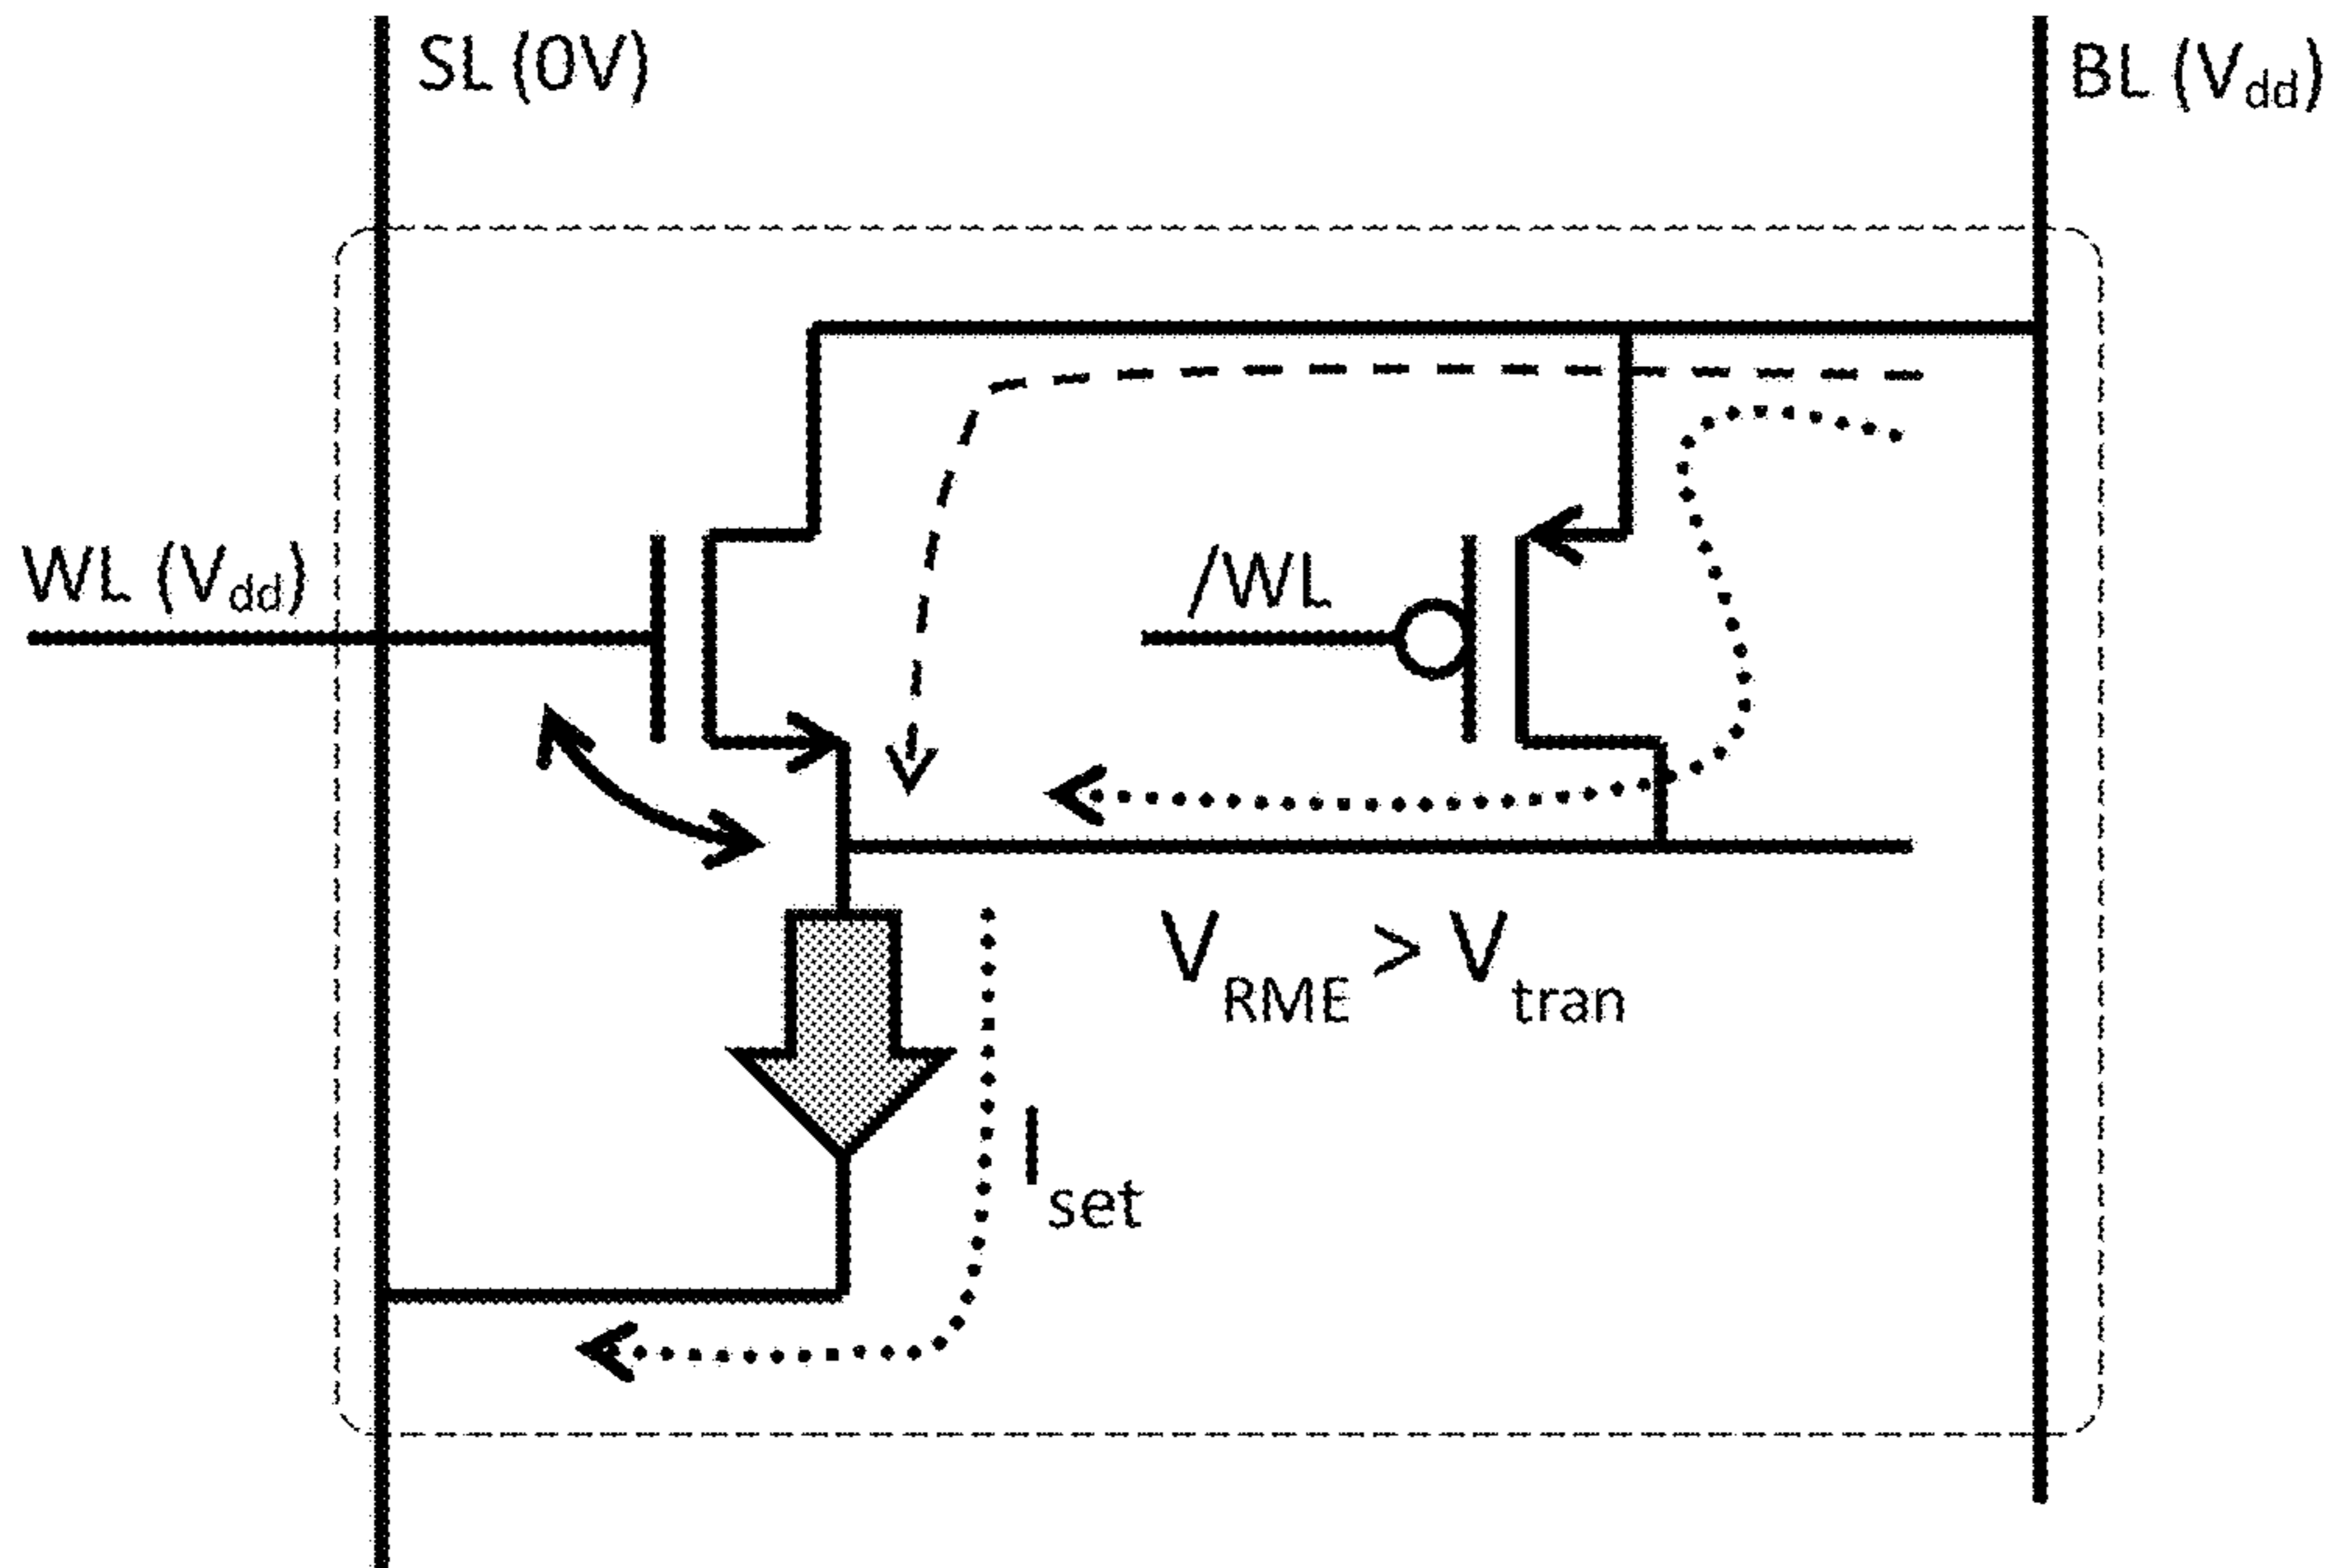 SL (0V)
BL (Vdd)
WL (Vdd)
/WL
VRME > Vtran
Iset